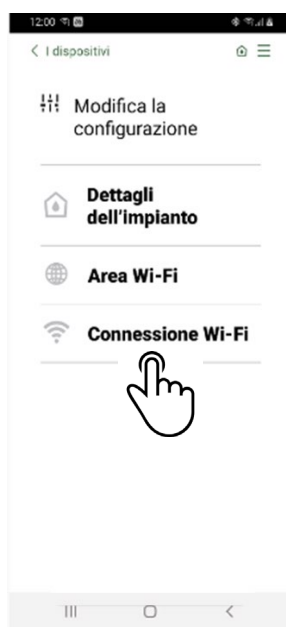 12:00
< I dispositivi
Modifica la
configurazione
Dettagli
dell'impianto
Area Wi-Fi
Connessione Wi-Fi